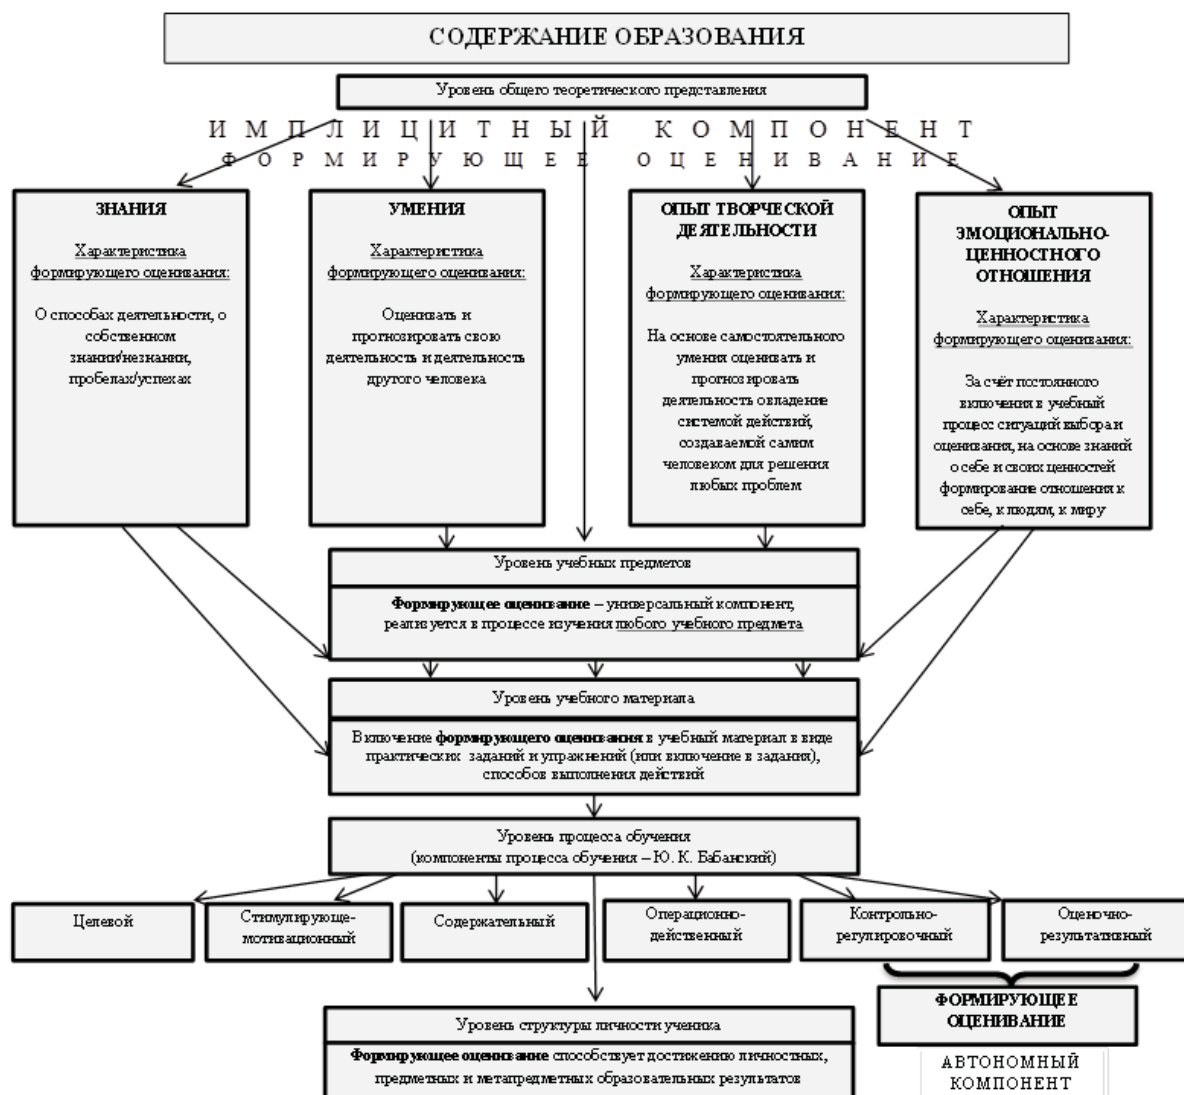 СОДЕРЖАНИЕ ОБРАЗОВАНИЯ
Уровень общего теоретического представления
ИМПЛИЦИТНЫЙ КОМПОНЕНТ
ФОРМИРУЮЩЕЕ ОЦЕНИВАНИЕ
ЗНАНИЯ
Характеристика
формирующего оценивания:
О способах деятельности, о
собственном
знании/незнании,
пробелах/успехах
УМЕНИЯ
Характеристика
формирующего оценивания:
Оценивать и
прогнозировать свою
деятельность и деятельность
другого человека
ОПЫТ ТВОРЧЕСКОЙ
ДЕЯТЕЛЬНОСТИ
Характеристика
формирующего оценивания:
На основе самостоятельного
умения оценивать и
прогнозировать
деятельность овладение
системой действий,
создаваемой самим
человеком для решения
любых проблем
ОПЫТ
ЭМОЦИОНАЛЬНО-
ЦЕННОСТНОГО
ОТНОШЕНИЯ
Характеристика
формирующего оценивания:
За счёт постоянного
включения в учебный
процесс ситуаций выбора и
оценивания, на основе знаний
о себе и своих ценностей
формирование отношения к
себе, к людям, к миру
Уровень учебных предметов
Формирующее оценивание – универсальный компонент,
реализуется в процессе изучения любого учебного предмета
Уровень учебного материала
Включение формирующего оценивания в учебный материал в виде
практических заданий и упражнений (или включение в задания),
способов выполнения действий
Уровень процесса обучения
(компоненты процесса обучения – Ю. К. Бабанский)
Целевой
Стимулирующе-
мотивационный
Содержательный
Операционно-
действенный
Контрольно-
регулировочный
Оценочно-
результативный
ФОРМИРУЮЩЕЕ
ОЦЕНИВАНИЕ
АВТОНОМНЫЙ
КОМПОНЕНТ
Уровень структуры личности ученика
Формирующее оценивание способствует достижению личностных,
предметных и метапредметных образовательных результатов